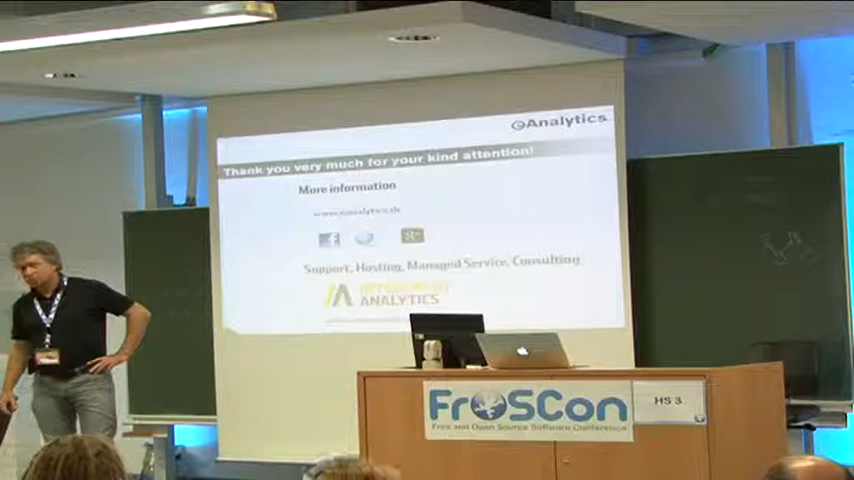 Analytics
Thank you very much for your kind attention!
More information
Support, Hosting, Managed Service, Consulting
ANALYTICS
FrOSCon
Free and Open Source Software Conference
HS 3